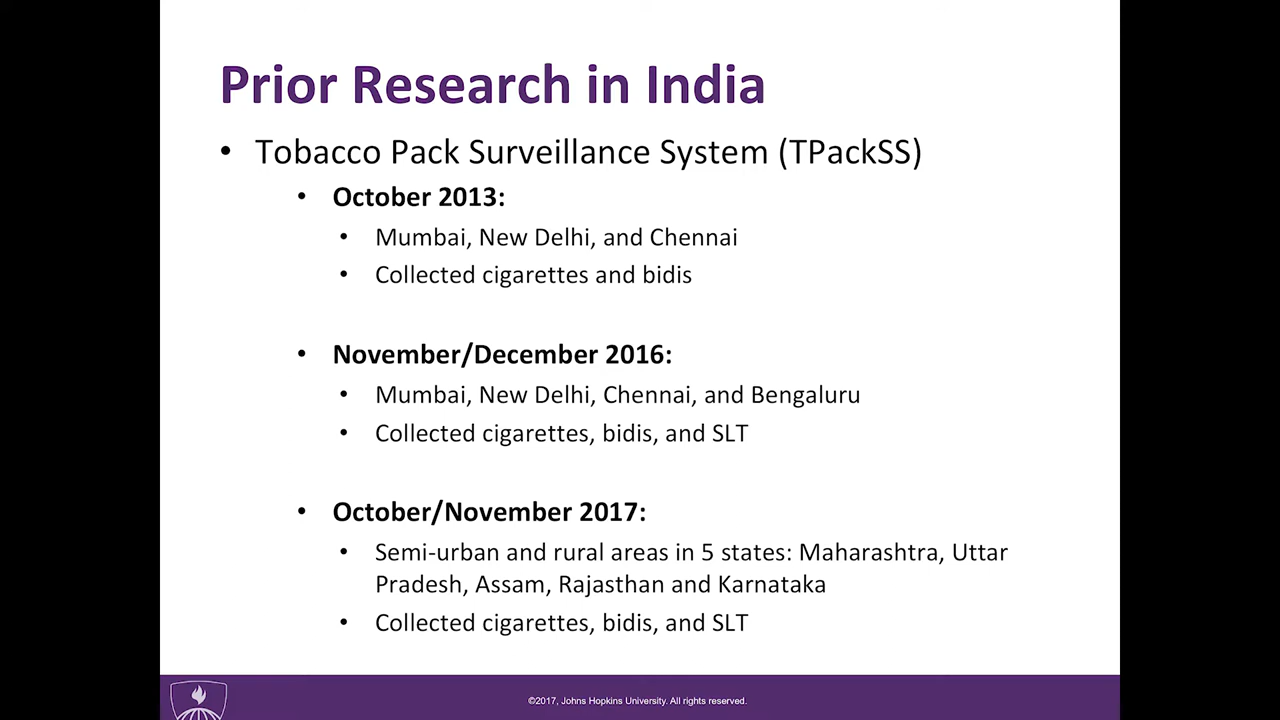 Prior Research in India
• Tobacco Pack Surveillance System (TPackSS)
• October 2013:
• Mumbai, New Delhi, and Chennai
• Collected cigarettes and bidis
• November/December 2016:
• Mumbai, New Delhi, Chennai, and Bengaluru
• Collected cigarettes, bidis, and SLT
• October/November 2017:
• Semi-urban and rural areas in 5 states: Maharashtra, Uttar
Pradesh, Assam, Rajasthan and Karnataka
• Collected cigarettes, bidis, and SLT
©2017, Johns Hopkins University. All rights reserved.